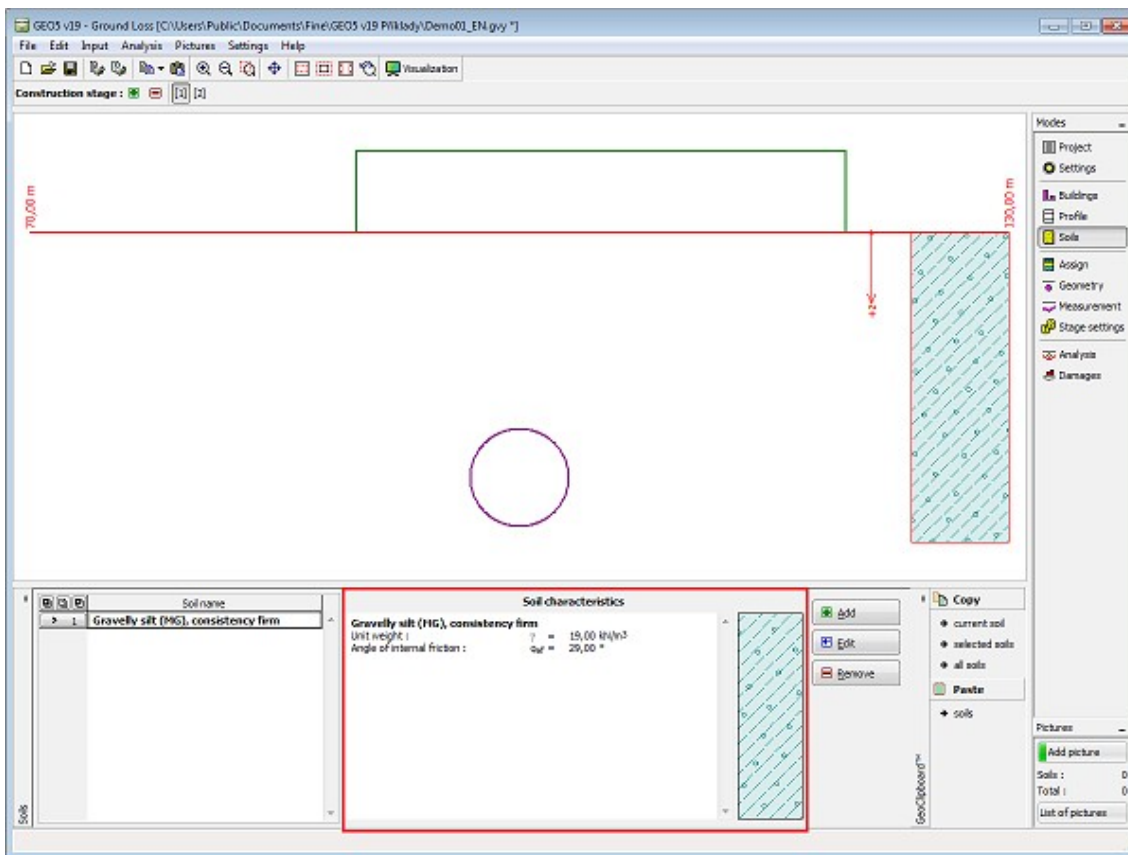 GEO5 v19 - Ground Loss [C:\Users\Public\Documents\Fine\GEO5 v19 Příklady\Demo01_EN.gvy *]
File Edit Input Analysis Pictures Settings Help
Visualization
Construction stage : [1] [2]
70,00 m
130,00 m
+z
Modes
Project
Settings
Buildings
Profile
Soils
Assign
Geometry
Measurement
Stage settings
Analysis
Damages
Soils
Soil name
> 1 Gravelly silt (MG), consistency firm
Soil characteristics
Gravelly silt (MG), consistency firm
Unit weight : γ = 19,00 kN/m³
Angle of internal friction : φef = 29,00 °
Add
Edit
Remove
GeoClipboard™
Copy
current soil
selected soils
all soils
Paste
soils
Pictures
Add picture
Soils : 0
Total : 0
List of pictures